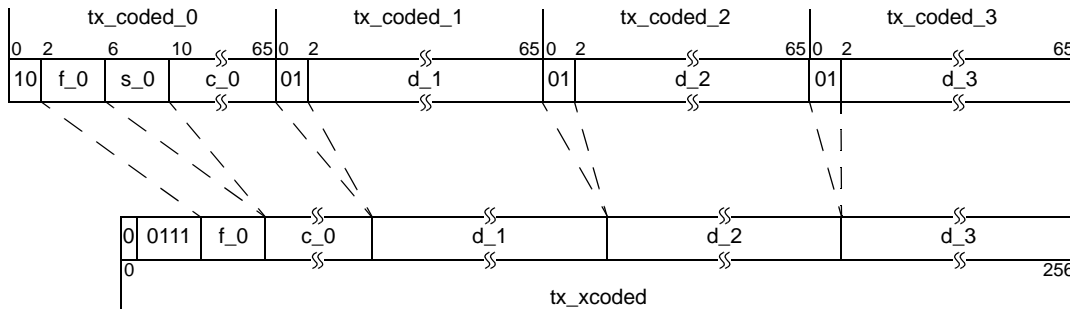 tx_coded_0 tx_coded_1 tx_coded_2 tx_coded_3
0 2 6 10 65 0 2 65 0 2 65 0 2 65
10 f_0 s_0 c_0 01 d_1 01 d_2 01 d_3
0 0111 f_0 c_0 d_1 d_2 d_3
0 256
tx_xcoded